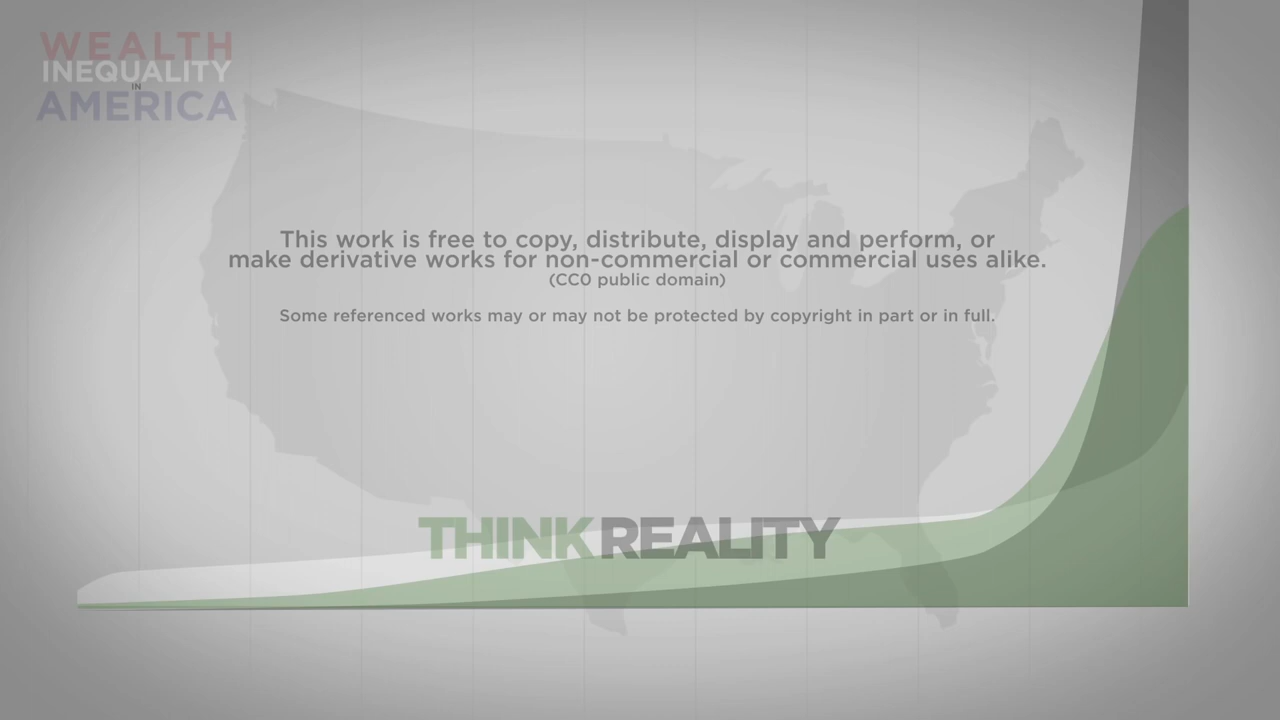 WEALTH
INEQUALITY
IN
AMERICA
This work is free to copy, distribute, display and perform, or
make derivative works for non-commercial or commercial uses alike.
(CC0 public domain)
Some referenced works may or may not be protected by copyright in part or in full.
THINKREALITY